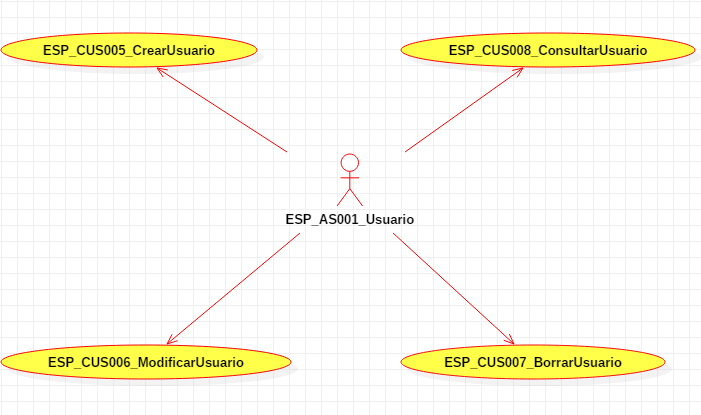 ESP_CUS005_CrearUsuario
ESP_CUS008_ConsultarUsuario
ESP_AS001_Usuario
ESP_CUS006_ModificarUsuario
ESP_CUS007_BorrarUsuario